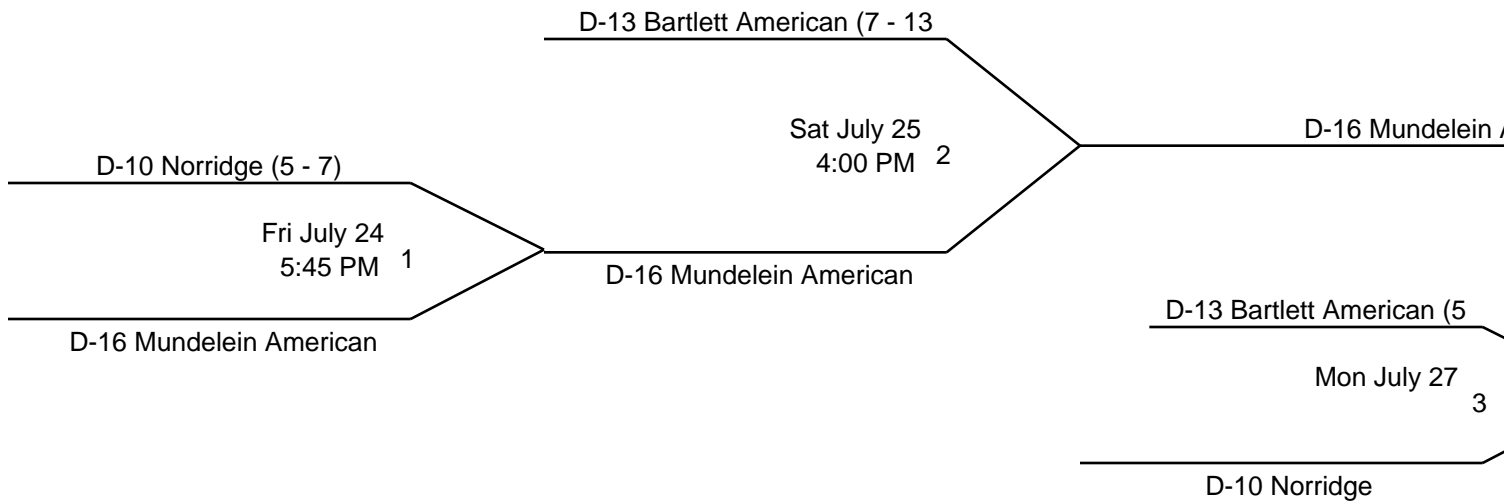 D-13 Bartlett American (7 - 13
Sat July 25
4:00 PM 2
D-16 Mundelein A
D-10 Norridge (5 - 7)
Fri July 24
5:45 PM 1
D-16 Mundelein American
D-16 Mundelein American
D-13 Bartlett American (5
Mon July 27
3
D-10 Norridge